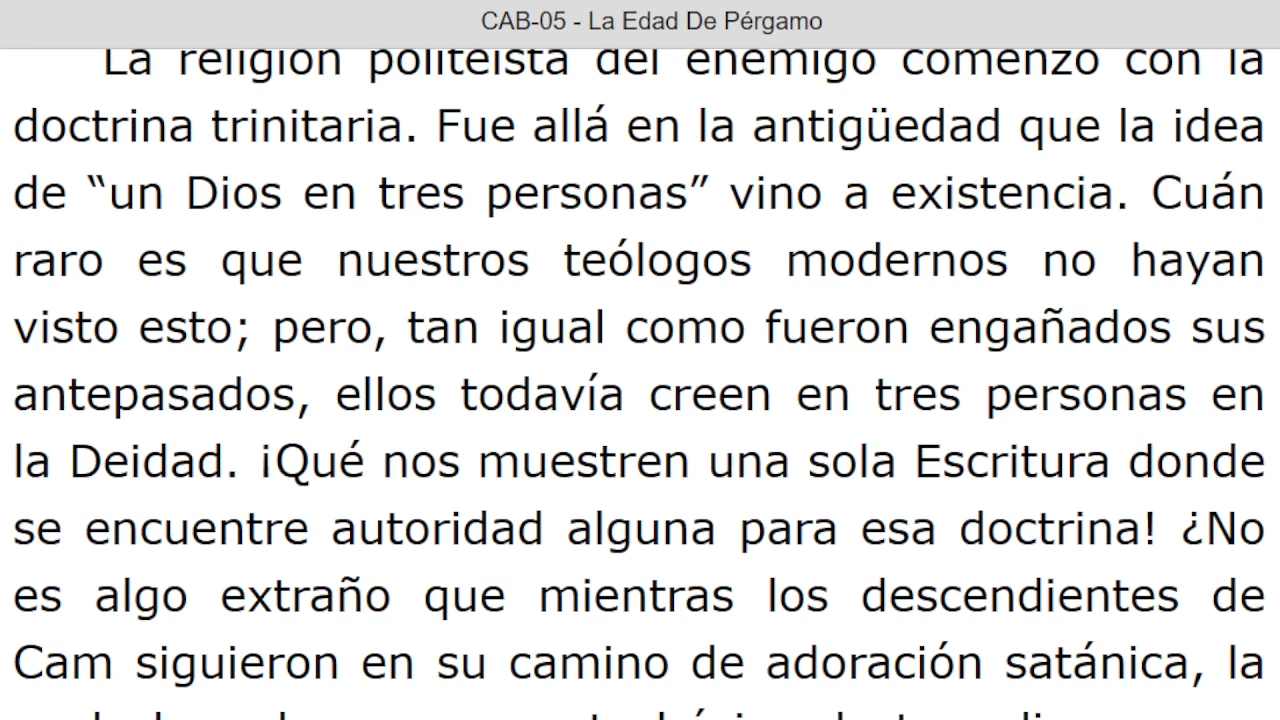 CAB-05 - La Edad De Pérgamo
La religión politeísta del enemigo comenzó con la
doctrina trinitaria. Fue allá en la antigüedad que la idea
de “un Dios en tres personas” vino a existencia. Cuán
raro es que nuestros teólogos modernos no hayan
visto esto; pero, tan igual como fueron engañados sus
antepasados, ellos todavía creen en tres personas en
la Deidad. ¡Qué nos muestren una sola Escritura donde
se encuentre autoridad alguna para esa doctrina! ¿No
es algo extraño que mientras los descendientes de
Cam siguieron en su camino de adoración satánica, la